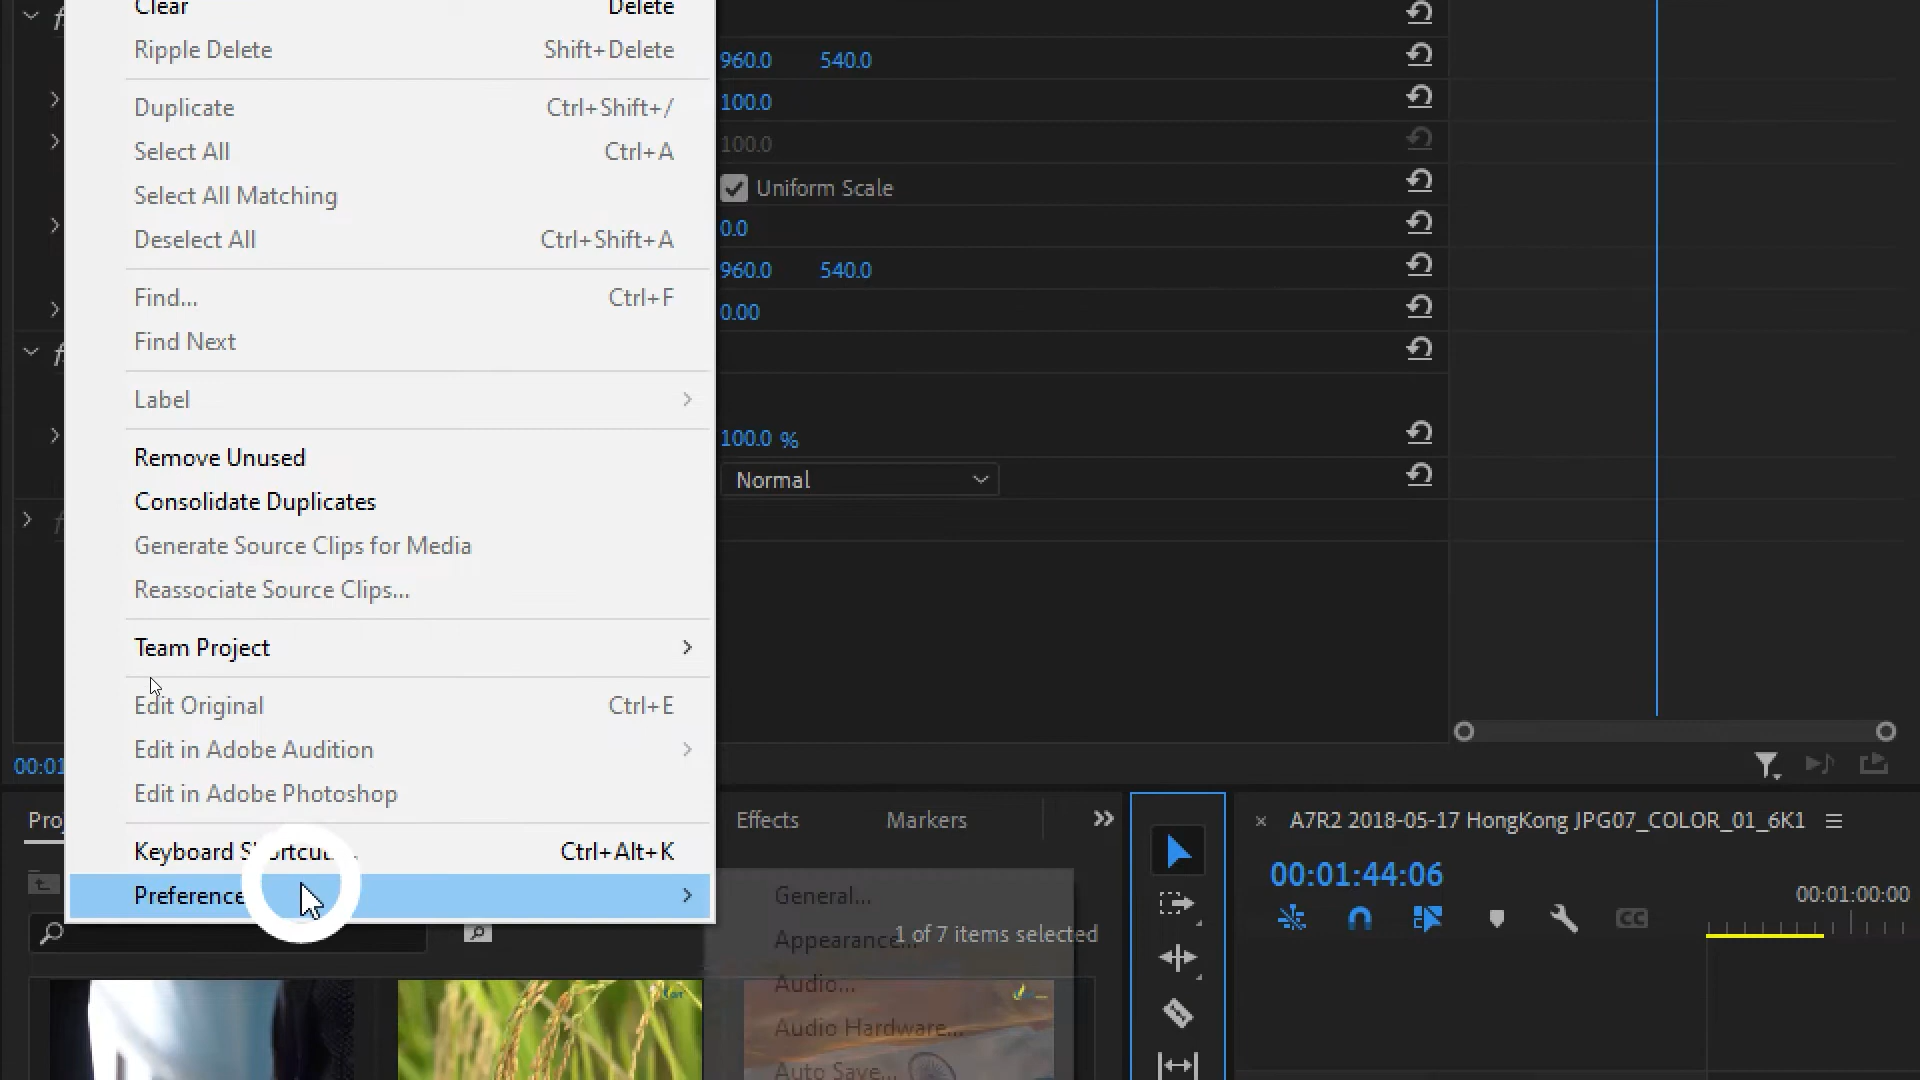 Clear Delete
Ripple Delete Shift+Delete
960.0 540.0
Duplicate Ctrl+Shift+/
100.0
Select All Ctrl+A
100.0
Select All Matching
Uniform Scale
Deselect All Ctrl+Shift+A
0.0
960.0 540.0
Find... Ctrl+F
0.00
Find Next
Label
100.0 %
Remove Unused
Normal
Consolidate Duplicates
Generate Source Clips for Media
Reassociate Source Clips...
Team Project
Edit Original Ctrl+E
Edit in Adobe Audition
00:01
Edit in Adobe Photoshop
Effects Markers
A7R2 2018-05-17 HongKong JPG07_COLOR_01_6K1
Keyboard Ctrl+Alt+K
00:01:44:06
General...
00:01:00:00
CC
Appearance...
1 of 7 items selected
Audio...
Audio Hardware...
Auto Save...